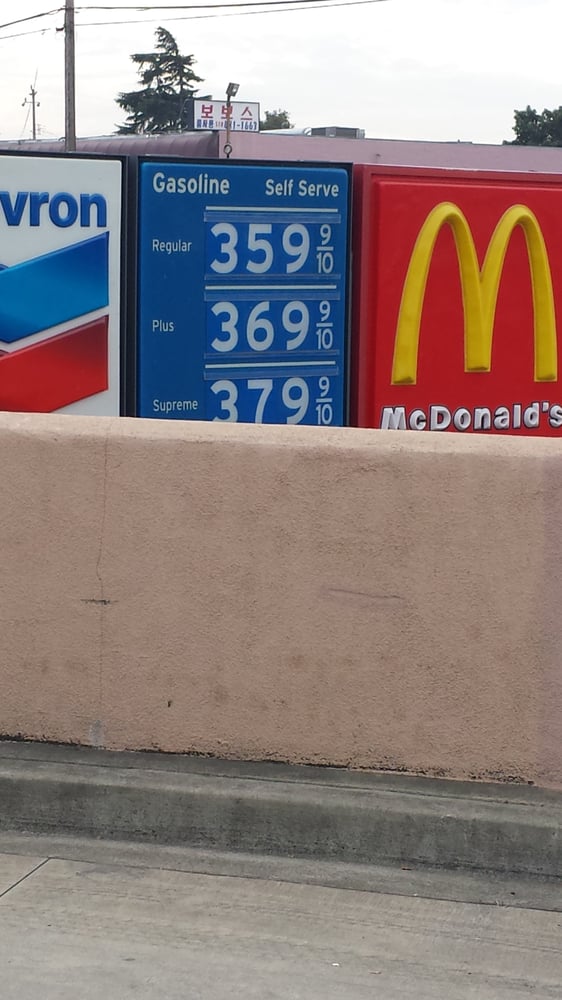 보보스
vron
Gasoline Self Serve
Regular 359 9/10
Plus 369 9/10
Supreme 379 9/10
McDonald's